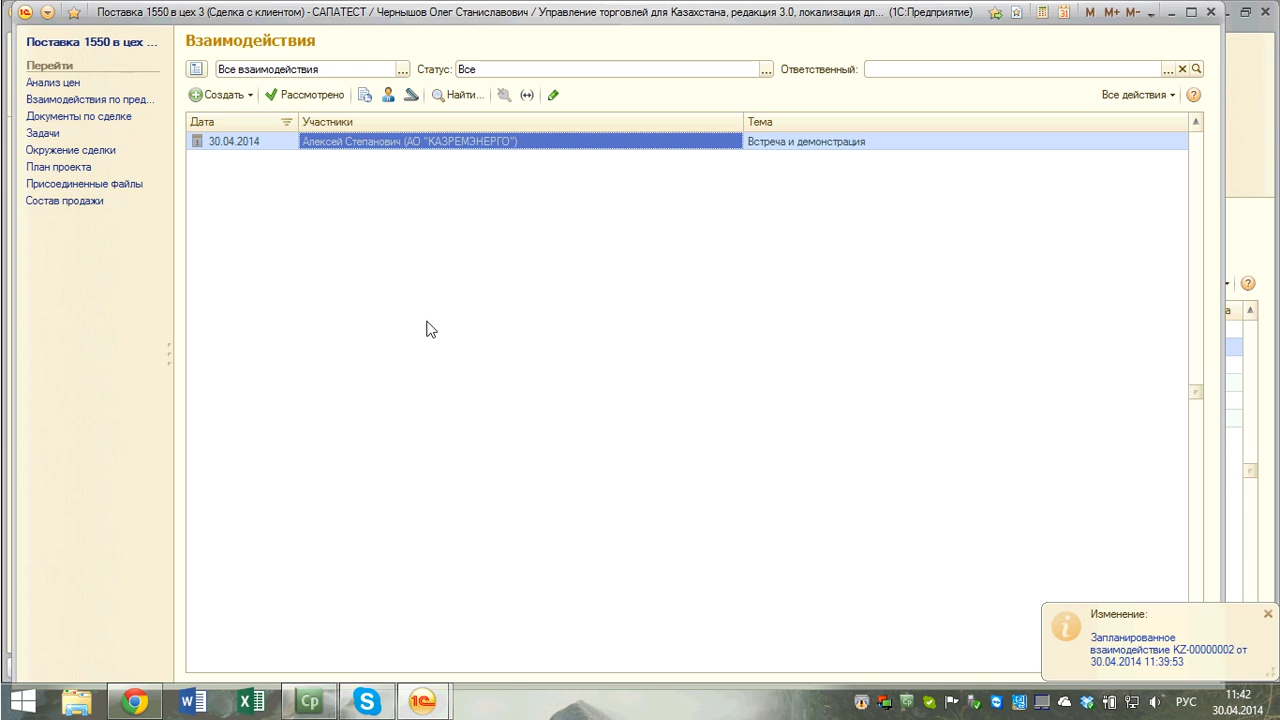 Поставка 1550 в цех 3 (Сделка с клиентом) - САПАТЕСТ / Чернышов Олег Станиславович / Управление торговлей для Казахстана, редакция 3.0, локализация дл... (1С:Предприятие)
M M+ M-
Поставка 1550 в цех ...
Перейти
Анализ цен
Взаимодействия по пред...
Документы по сделке
Задачи
Окружение сделки
План проекта
Присоединенные файлы
Состав продажи
Взаимодействия
Все взаимодействия ... Статус: Все ... Ответственный: ...
Создать Рассмотрено Найти... Все действия
Дата Участники Тема
30.04.2014 Алексей Степанович (АО "КАЗРЕМЭНЕРГО") Встреча и демонстрация
а
Изменение:
Запланированное
взаимодействие KZ-00000002 от
30.04.2014 11:39:53
Cp
РУС
11:42
30.04.2014